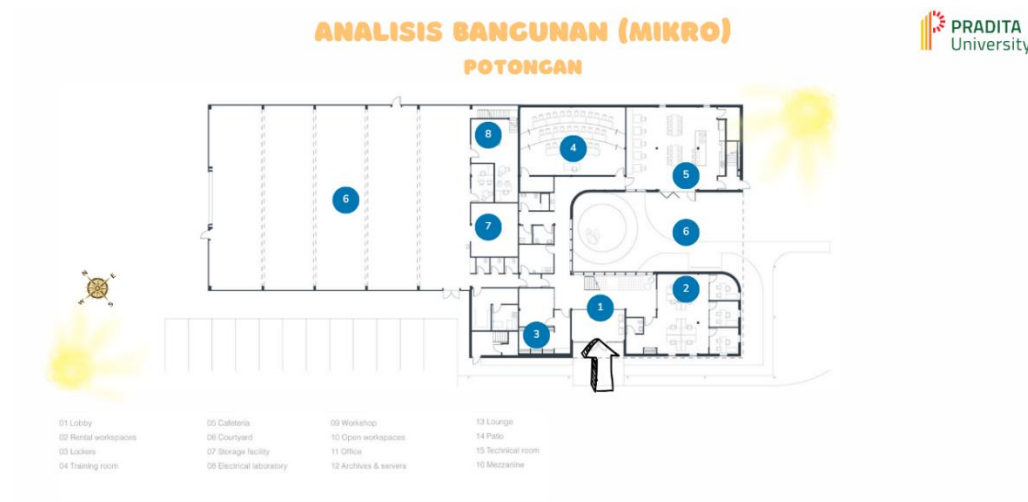 ANALISIS BANGUNAN (MIKRO)
POTONGAN
PRADITA
University
8
4
5
6
7
6
2
1
3
01 Lobby
02 Rental workspaces
03 Lockers
04 Training room
05 Cafeteria
06 Courtyard
07 Storage facility
08 Electrical laboratory
09 Workshop
10 Open workspaces
11 Office
12 Archives & servers
13 Lounge
14 Patio
15 Technical room
16 Mezzanine